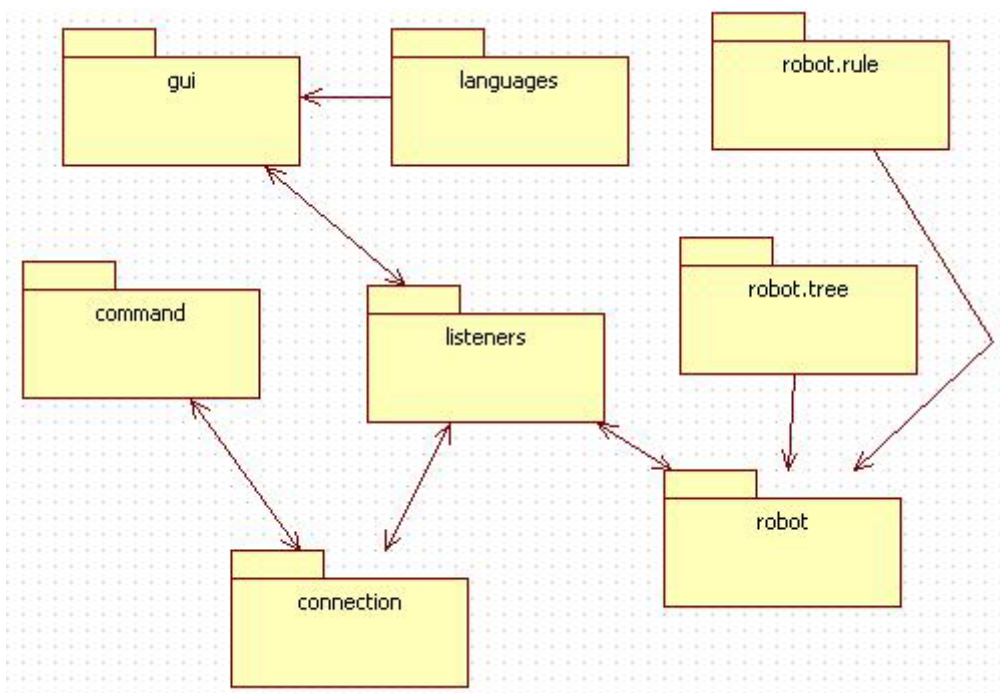 gui
languages
robot.rule
command
listeners
robot.tree
connection
robot